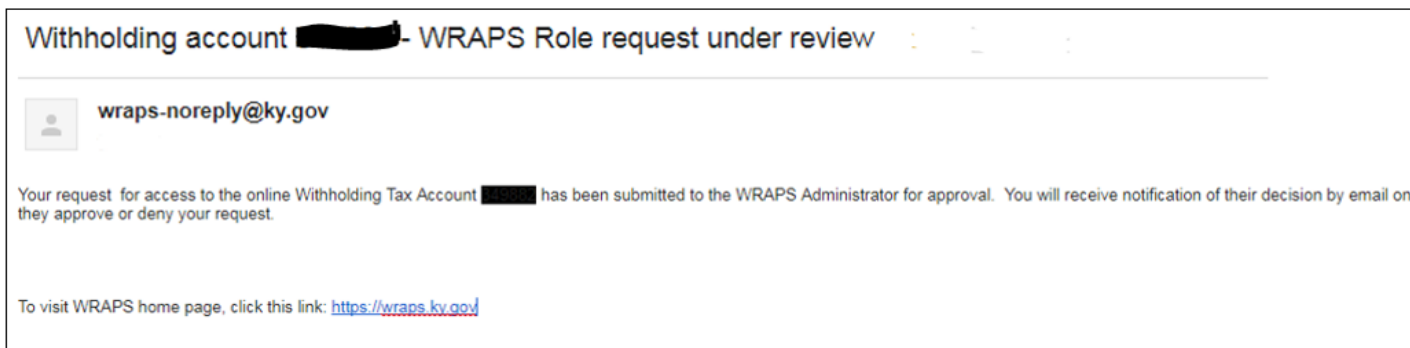 Withholding account - WRAPS Role request under review
wraps-noreply@ky.gov
Your request for access to the online Withholding Tax Account has been submitted to the WRAPS Administrator for approval. You will receive notification of their decision by email on
they approve or deny your request.
To visit WRAPS home page, click this link: https://wraps.ky.gov